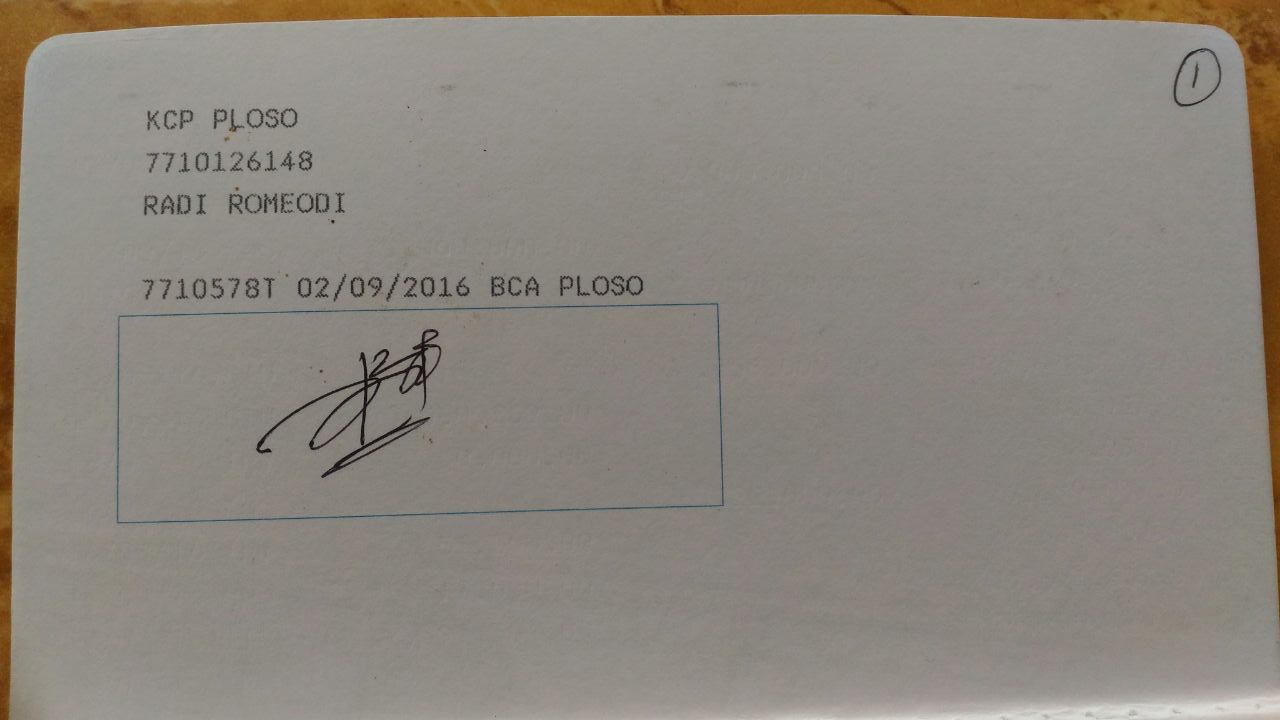 1
KCP PLOSO
7710126148
RADI ROMEODI
7710578T 02/09/2016 BCA PLOSO